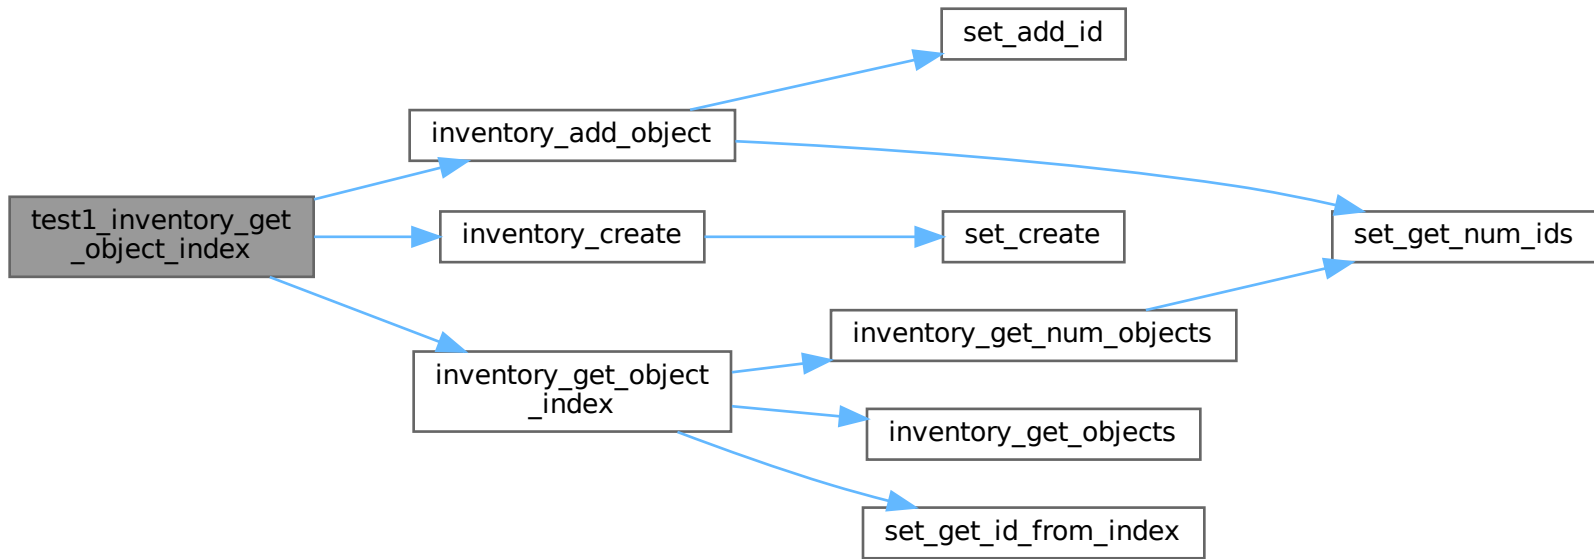 set_add_id
inventory_add_object
test1_inventory_get
_object_index
inventory_create
set_create
set_get_num_ids
inventory_get_num_objects
inventory_get_object
_index
inventory_get_objects
set_get_id_from_index